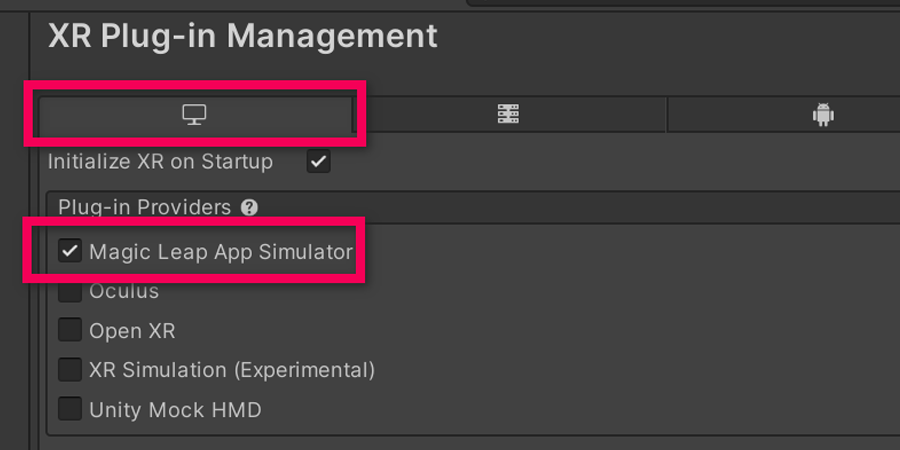 XR Plug-in Management
Initialize XR on Startup
Plug-in Providers ?
Magic Leap App Simulator
Oculus
Open XR
XR Simulation (Experimental)
Unity Mock HMD